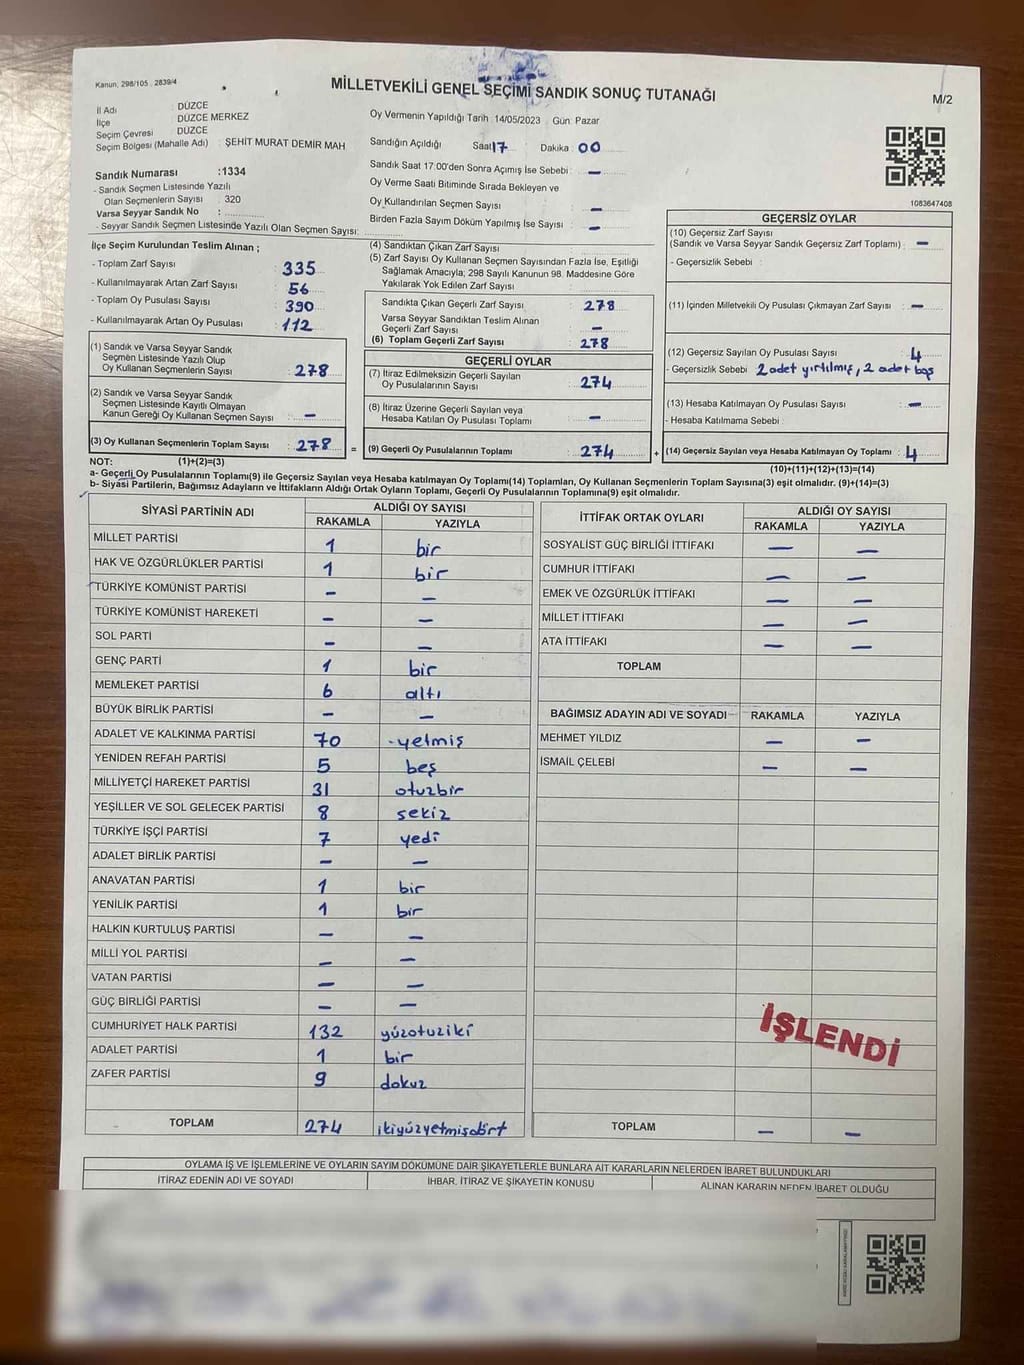 Kanun: 298/105 , 2839/4
MİLLETVEKİLİ GENEL SEÇİMİ SANDIK SONUÇ TUTANAĞI
M/2
İl Adı : DÜZCE
İlçe : DÜZCE MERKEZ
Seçim Çevresi : DÜZCE
Seçim Bölgesi (Mahalle Adı) : ŞEHİT MURAT DEMİR MAH
Sandık Numarası :1334
- Sandık Seçmen Listesinde Yazılı
Olan Seçmenlerin Sayısı : 320
Varsa Seyyar Sandık No :
- Seyyar Sandık Seçmen Listesinde Yazılı Olan Seçmen Sayısı:
Oy Vermenin Yapıldığı Tarih : 14/05/2023 Gün: Pazar
Sandığın Açıldığı Saat 17 Dakika : 00
Sandık Saat 17:00'den Sonra Açımış İse Sebebi : —
Oy Verme Saati Bitiminde Sırada Bekleyen ve
Oy Kullandırılan Seçmen Sayısı : —
Birden Fazla Sayım Döküm Yapılmış İse Sayısı : —
1083647408
İlçe Seçim Kurulundan Teslim Alınan ;
- Toplam Zarf Sayısı : 335
- Kullanılmayarak Artan Zarf Sayısı : 56
- Toplam Oy Pusulası Sayısı : 390
- Kullanılmayarak Artan Oy Pusulası : 112
(1) Sandık ve Varsa Seyyar Sandık
Seçmen Listesinde Yazılı Olup
Oy Kullanan Seçmenlerin Sayısı : 278
(2) Sandık ve Varsa Seyyar Sandık
Seçmen Listesinde Kayıtlı Olmayan
Kanun Gereği Oy Kullanan Seçmen Sayısı : —
(3) Oy Kullanan Seçmenlerin Toplam Sayısı : 278 =
(4) Sandıktan Çıkan Zarf Sayısı
(5) Zarf Sayısı Oy Kullanan Seçmen Sayısından Fazla İse, Eşitliği
Sağlamak Amacıyla; 298 Sayılı Kanunun 98. Maddesine Göre
Yakılarak Yok Edilen Zarf Sayısı :
Sandıkta Çıkan Geçerli Zarf Sayısı : 278
Varsa Seyyar Sandıktan Teslim Alınan
Geçerli Zarf Sayısı : —
(6) Toplam Geçerli Zarf Sayısı : 278
GEÇERLİ OYLAR
(7) İtiraz Edilmeksizin Geçerli Sayılan
Oy Pusulalarının Sayısı : 274
(8) İtiraz Üzerine Geçerli Sayılan veya
Hesaba Katılan Oy Pusulası Toplamı : —
(9) Geçerli Oy Pusulalarının Toplamı : 274 +
GEÇERSİZ OYLAR
(10) Geçersiz Zarf Sayısı
(Sandık ve Varsa Seyyar Sandık Geçersiz Zarf Toplamı) : —
- Geçersizlik Sebebi :
(11) İçinden Milletvekili Oy Pusulası Çıkmayan Zarf Sayısı : —
(12) Geçersiz Sayılan Oy Pusulası Sayısı : 4
- Geçersizlik Sebebi : 2 adet yırtılmış, 2 adet boş
(13) Hesaba Katılmayan Oy Pusulası Sayısı : —
- Hesaba Katılmama Sebebi :
(14) Geçersiz Sayılan veya Hesaba Katılmayan Oy Toplamı : 4
NOT: (1)+(2)=(3)
(10)+(11)+(12)+(13)=(14)
a- Geçerli Oy Pusulalarının Toplamı(9) ile Geçersiz Sayılan veya Hesaba katılmayan Oy Toplamı(14) Toplamları, Oy Kullanan Seçmenlerin Toplam Sayısına(3) eşit olmalıdır. (9)+(14)=(3)
b- Siyasi Partilerin, Bağımsız Adayların ve İttifakların Aldığı Ortak Oyların Toplamı, Geçerli Oy Pusulalarının Toplamına(9) eşit olmalıdır.
SİYASİ PARTİNİN ADI ALDIĞI OY SAYISI
RAKAMLA YAZIYLA
MİLLET PARTİSİ 1 bir
HAK VE ÖZGÜRLÜKLER PARTİSİ 1 bir
TÜRKİYE KOMÜNİST PARTİSİ — —
TÜRKİYE KOMÜNİST HAREKETİ — —
SOL PARTİ — —
GENÇ PARTİ 1 bir
MEMLEKET PARTİSİ 6 altı
BÜYÜK BİRLİK PARTİSİ — —
ADALET VE KALKINMA PARTİSİ 70 yetmiş
YENİDEN REFAH PARTİSİ 5 beş
MİLLİYETÇİ HAREKET PARTİSİ 31 otuzbir
YEŞİLLER VE SOL GELECEK PARTİSİ 8 sekiz
TÜRKİYE İŞÇİ PARTİSİ 7 yedi
ADALET BİRLİK PARTİSİ — —
ANAVATAN PARTİSİ 1 bir
YENİLİK PARTİSİ 1 bir
HALKIN KURTULUŞ PARTİSİ — —
MİLLİ YOL PARTİSİ — —
VATAN PARTİSİ — —
GÜÇ BİRLİĞİ PARTİSİ — —
CUMHURİYET HALK PARTİSİ 132 yüzotuziki
ADALET PARTİSİ 1 bir
ZAFER PARTİSİ 9 dokuz
TOPLAM 274 ikiyüzyetmişdört
İTTİFAK ORTAK OYLARI ALDIĞI OY SAYISI
RAKAMLA YAZIYLA
SOSYALİST GÜÇ BİRLİĞİ İTTİFAKI — —
CUMHUR İTTİFAKI — —
EMEK VE ÖZGÜRLÜK İTTİFAKI — —
MİLLET İTTİFAKI — —
ATA İTTİFAKI — —
TOPLAM
BAĞIMSIZ ADAYIN ADI VE SOYADI RAKAMLA YAZIYLA
MEHMET YILDIZ — —
İSMAİL ÇELEBİ — —
İŞLENDİ
TOPLAM — —
OYLAMA İŞ VE İŞLEMLERİNE VE OYLARIN SAYIM DÖKÜMÜNE DAİR ŞİKAYETLERLE BUNLARA AİT KARARLARIN NELERDEN İBARET BULUNDUKLARI
İTİRAZ EDENİN ADI VE SOYADI İHBAR, İTİRAZ VE ŞİKAYETİN KONUSU ALINAN KARARIN NEDEN İBARET OLDUĞU